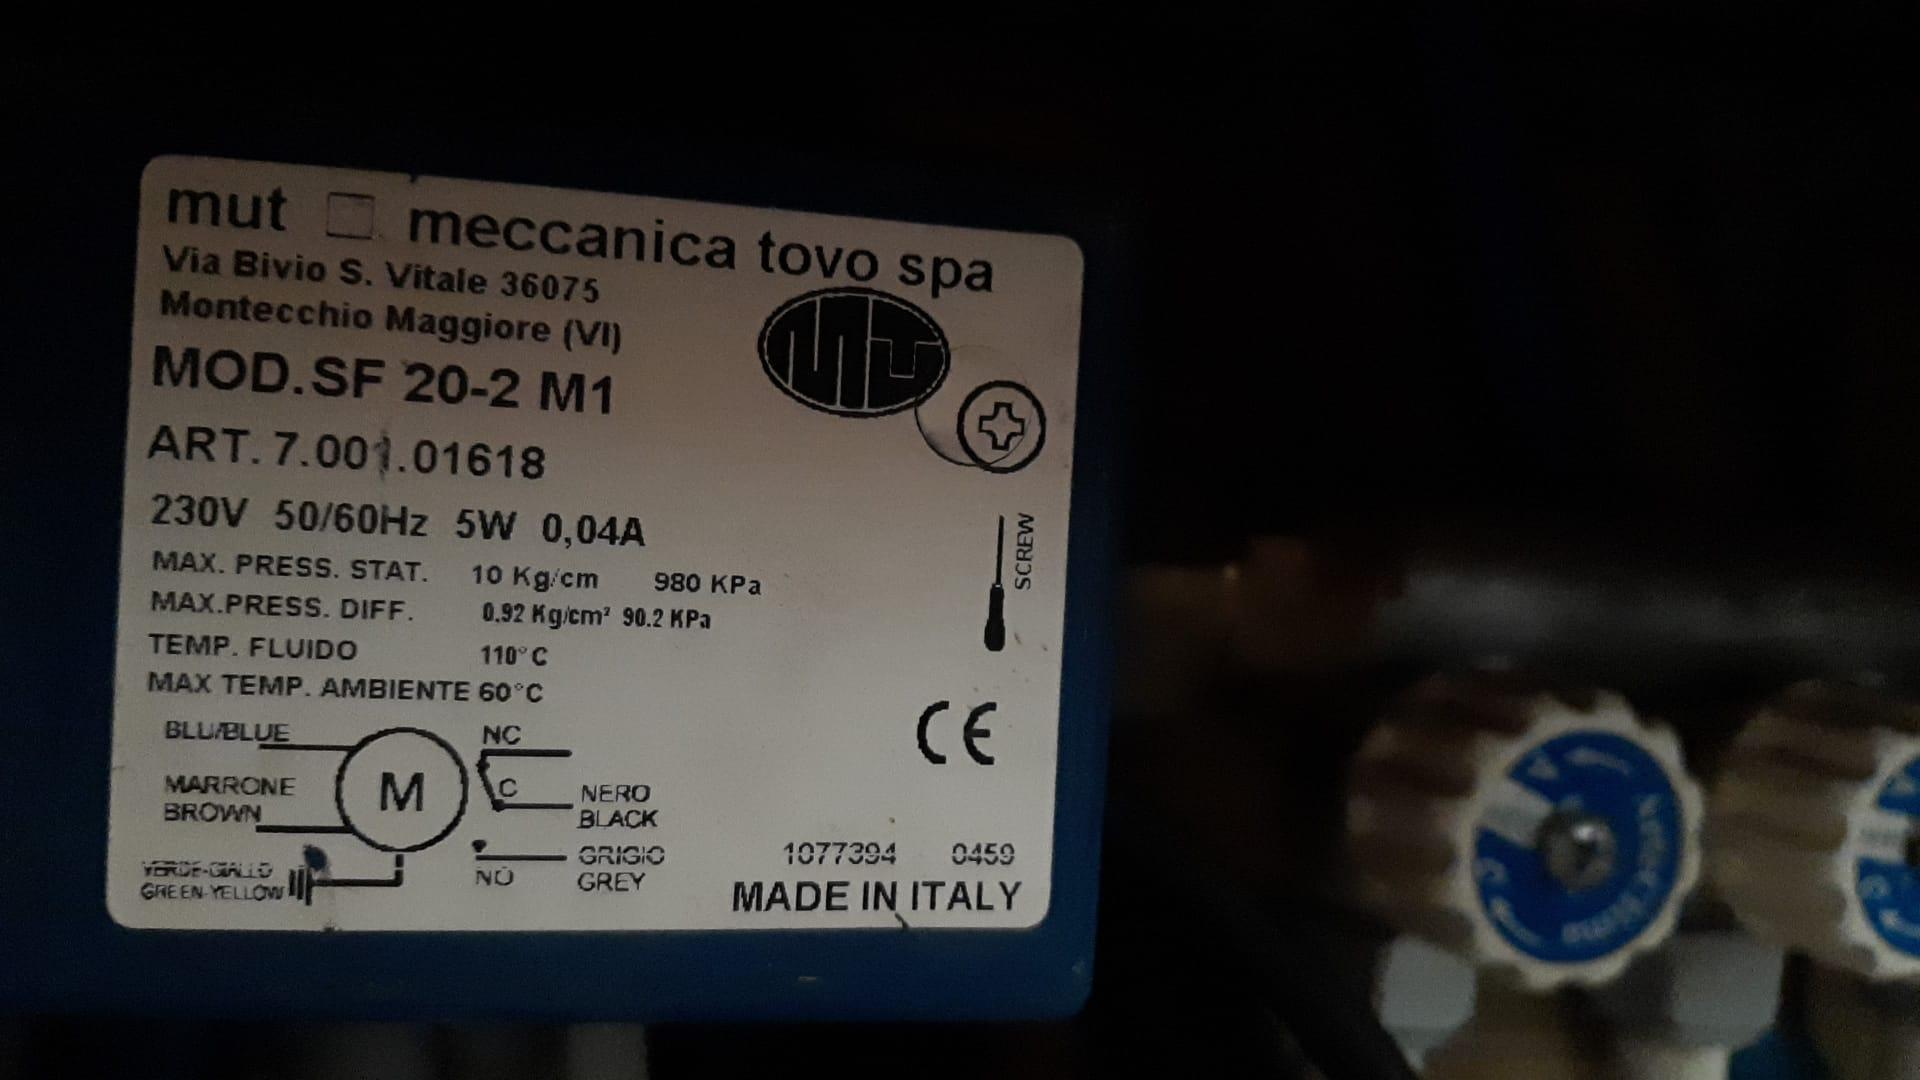 mut meccanica tovo spa
Via Bivio S. Vitale 36075
Montecchio Maggiore (VI)
MUT
MOD.SF 20-2 M1
ART. 7.001.01618
230V 50/60Hz 5W 0,04A
SCREW
MAX. PRESS. STAT. 10 Kg/cm 980 KPa
MAX.PRESS. DIFF. 0.92 Kg/cm² 90.2 KPa
TEMP. FLUIDO 110°C
MAX TEMP. AMBIENTE 60°C
CE
BLU/BLUE
MARRONE
BROWN
VERDE-GIALLO
GREEN-YELLOW
M
NC
C
NERO
BLACK
NO
GRIGIO
GREY
1077394 0459
MADE IN ITALY
A
C